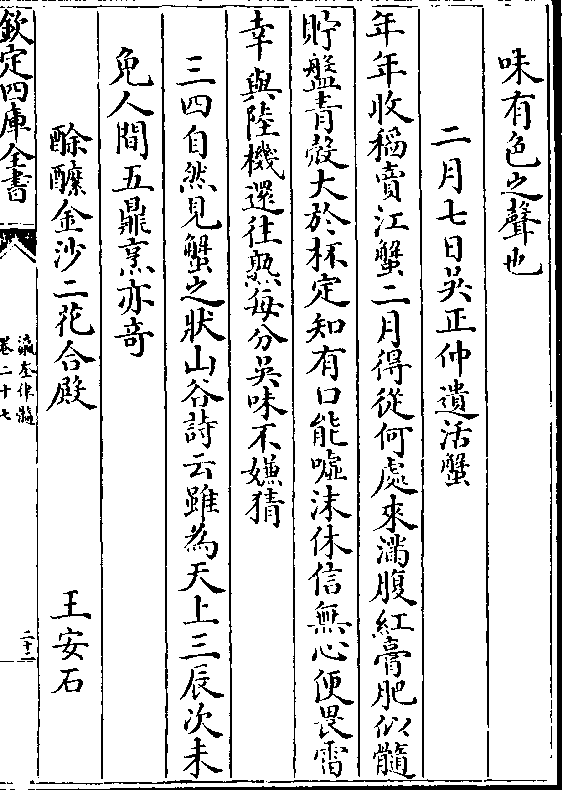 味有色之聲也
二月七日吳正仲遺活蟹
年年收稻賣江蟹二月得從何處來滿腹紅膏肥似髓
貯盤青殼大於杯定知有口能噓沫休信無心便畏雷
幸與陸機還往熟每分吳味不嫌猜
三四自然見蟹之狀山谷詩云雖為天上三辰次未
免人間五鼎烹亦奇
酴醿金沙二花合殿 王安石
欽定四庫全書
瀛奎律髓
卷二十七
二十二